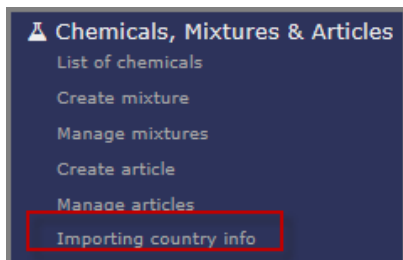 Chemicals, Mixtures & Articles
List of chemicals
Create mixture
Manage mixtures
Create article
Manage articles
Importing country info